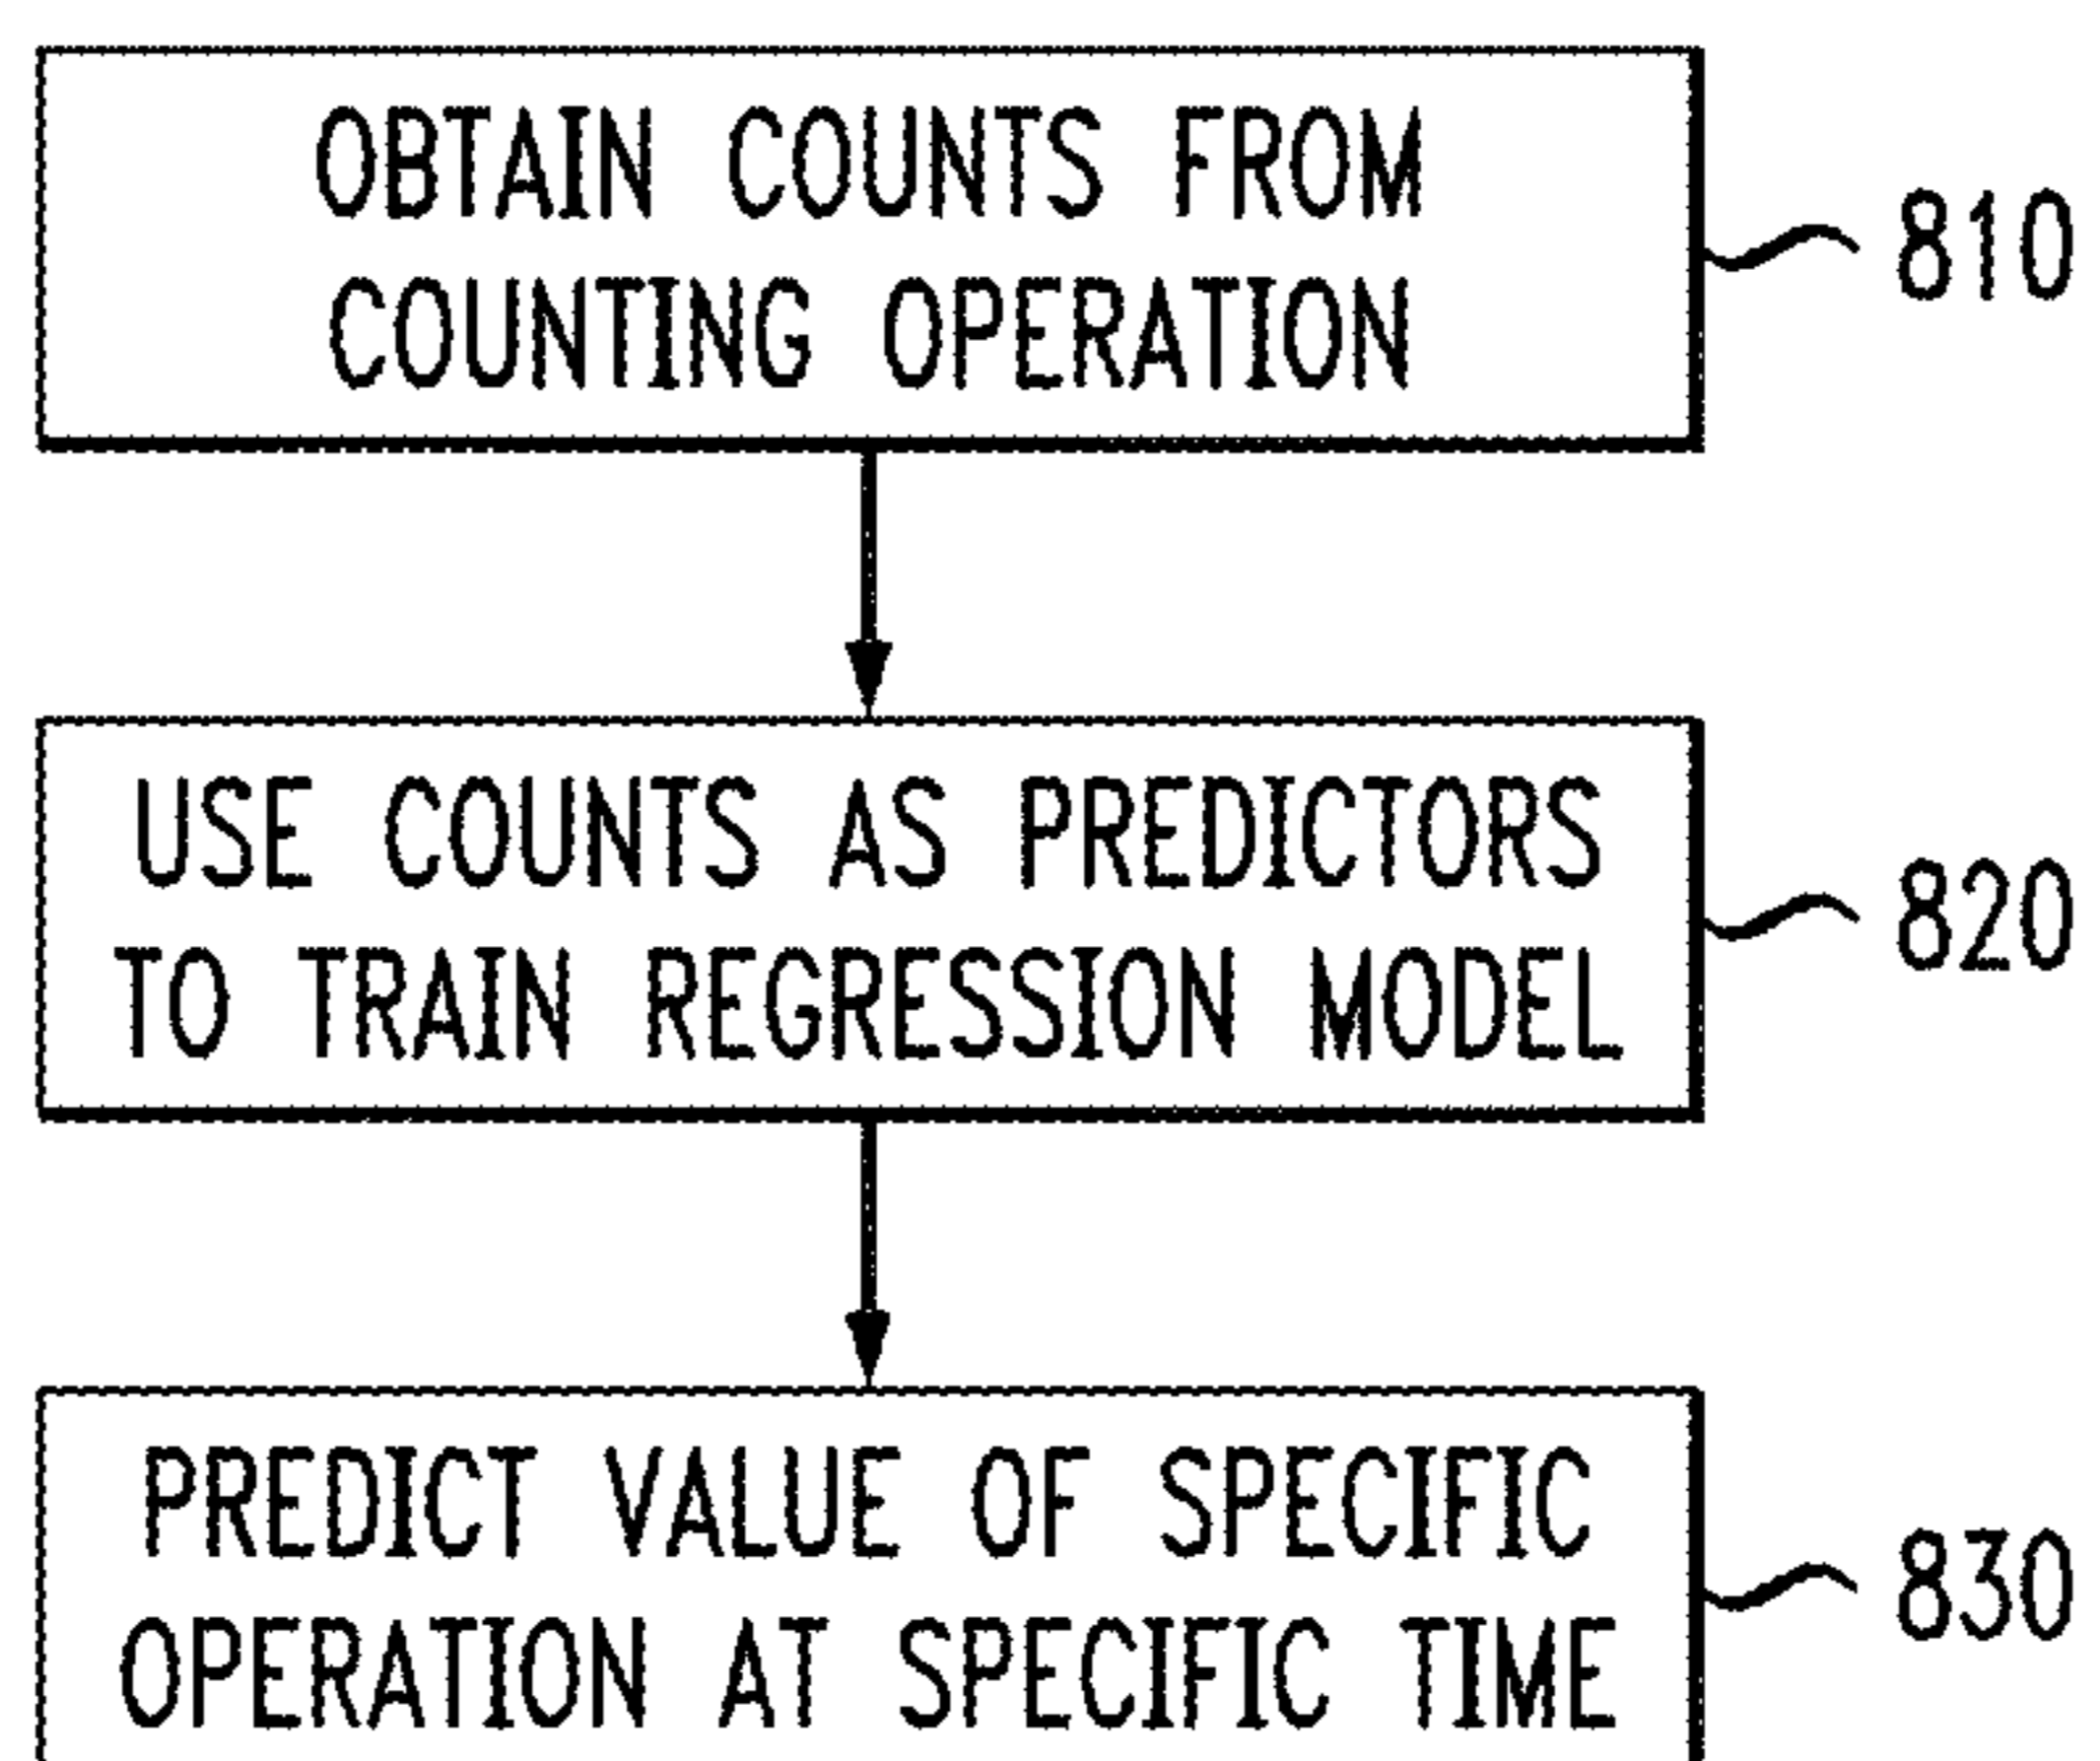 OBTAIN COUNTS FROM
COUNTING OPERATION
810
USE COUNTS AS PREDICTORS
TO TRAIN REGRESSION MODEL
820
PREDICT VALUE OF SPECIFIC
OPERATION AT SPECIFIC TIME
830